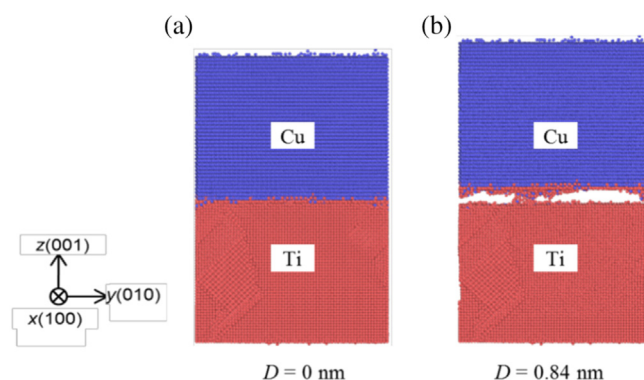 (a)
(b)
Cu
Cu
Ti
Ti
z(001)
y(010)
x(100)
D = 0 nm
D = 0.84 nm